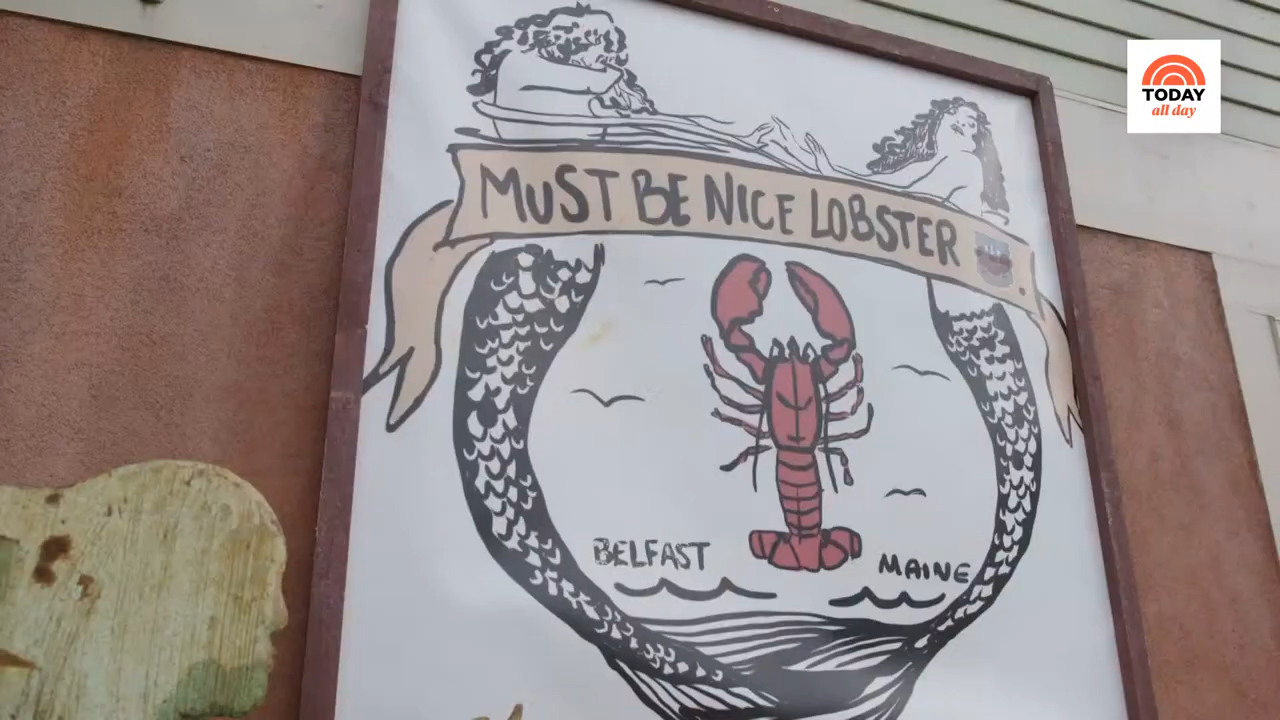 TODAY
all day
MUST BE NICE LOBSTER
BELFAST
MAINE